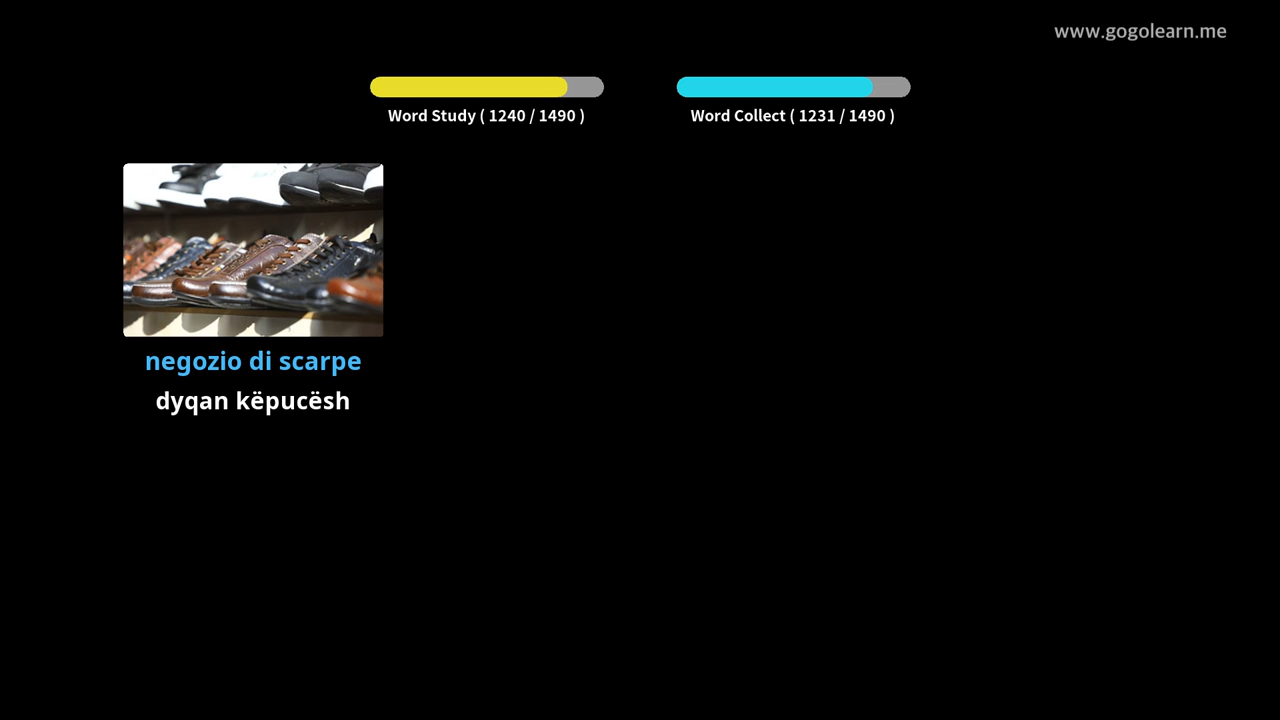 www.gogolearn.me
Word Study ( 1240 / 1490 )
Word Collect ( 1231 / 1490 )
negozio di scarpe
dyqan këpucësh